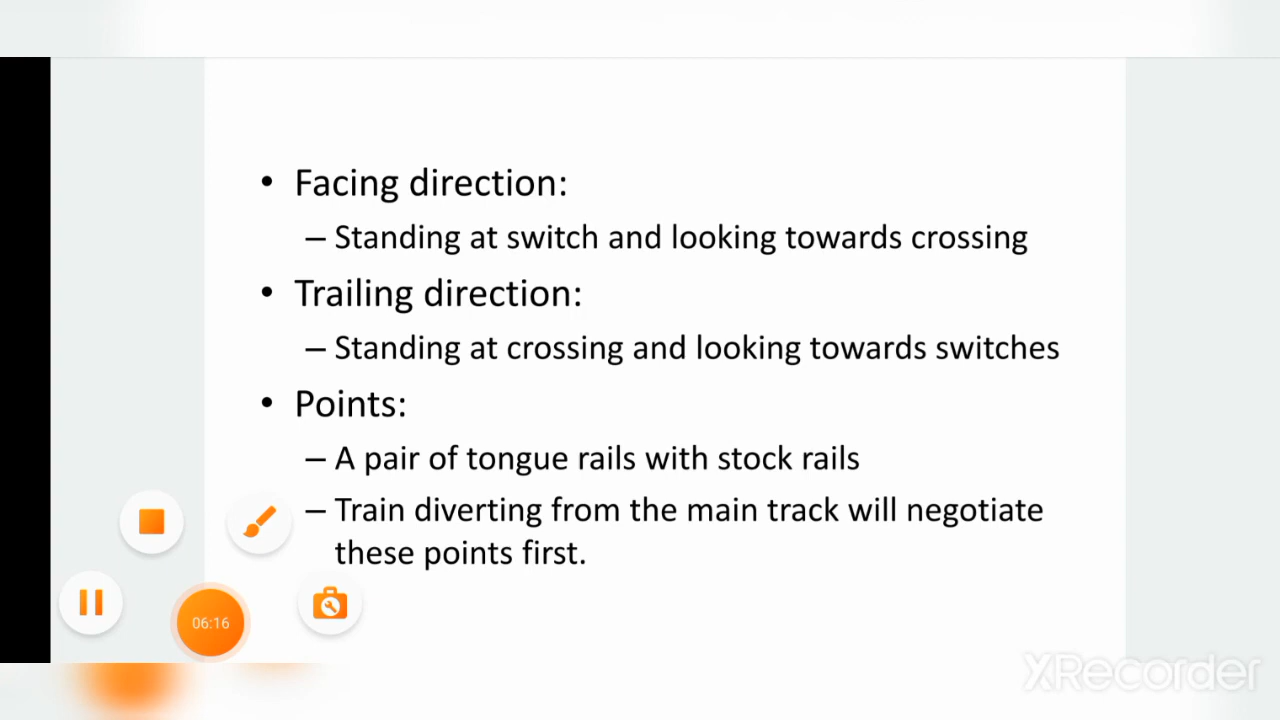 • Facing direction:
– Standing at switch and looking towards crossing
• Trailing direction:
– Standing at crossing and looking towards switches
• Points:
– A pair of tongue rails with stock rails
– Train diverting from the main track will negotiate
these points first.
06:16
XRecorder